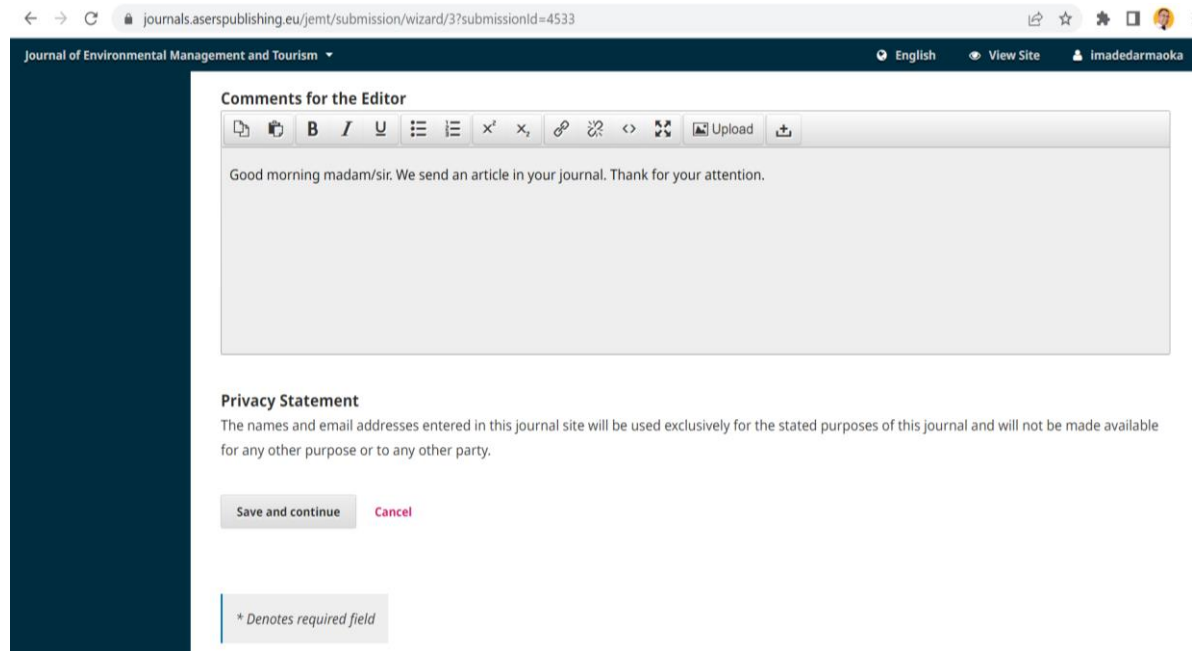 journals.aserspublishing.eu/jemt/submission/wizard/3?submissionId=4533
Journal of Environmental Management and Tourism English View Site imadedarmaoka
Comments for the Editor
B I U x² x₂ Upload
Good morning madam/sir. We send an article in your journal. Thank for your attention.
Privacy Statement
The names and email addresses entered in this journal site will be used exclusively for the stated purposes of this journal and will not be made available
for any other purpose or to any other party.
Save and continue Cancel
* Denotes required field